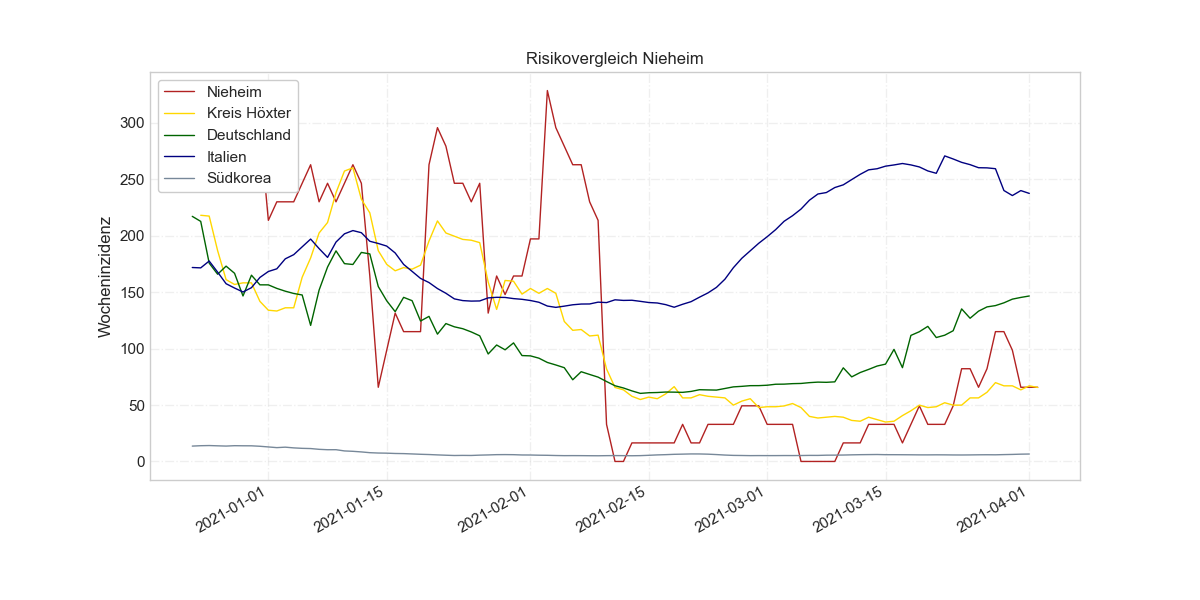 Risikovergleich Nieheim
Nieheim
Kreis Höxter
Deutschland
Italien
Südkorea
Wocheninzidenz
300
250
200
150
100
50
0
2021-01-01
2021-01-15
2021-02-01
2021-02-15
2021-03-01
2021-03-15
2021-04-01